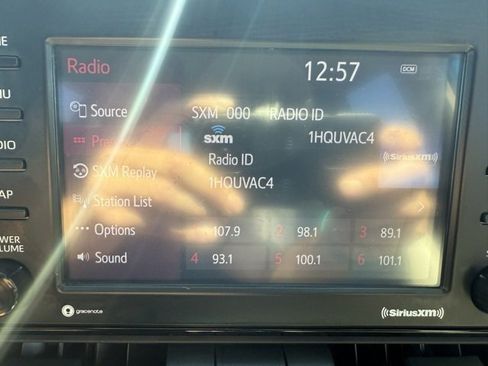 Radio
12:57
DCM
Source
SXM 000 RADIO ID
sxm
1HQUVAC4
SXM Replay
Radio ID
SiriusXM
1HQUVAC4
Station List
Options
1 107.9
2 98.1
3 89.1
Sound
4 93.1
5 100.1
6 101.1
gracenote
SiriusXM